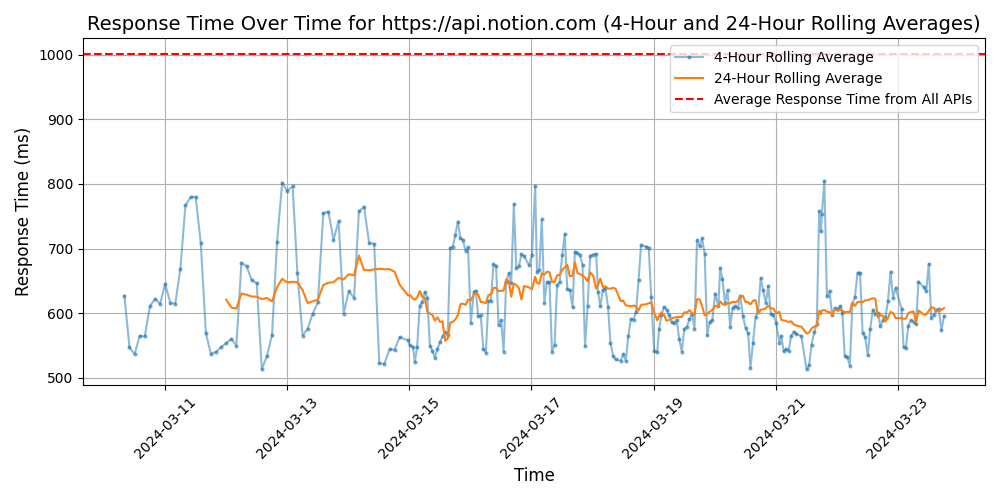 Response Time Over Time for https://api.notion.com (4-Hour and 24-Hour Rolling Averages)
4-Hour Rolling Average
24-Hour Rolling Average
Average Response Time from All APIs
Response Time (ms)
1000
900
800
700
600
500
2024-03-11
2024-03-13
2024-03-15
2024-03-17
2024-03-19
2024-03-21
2024-03-23
Time